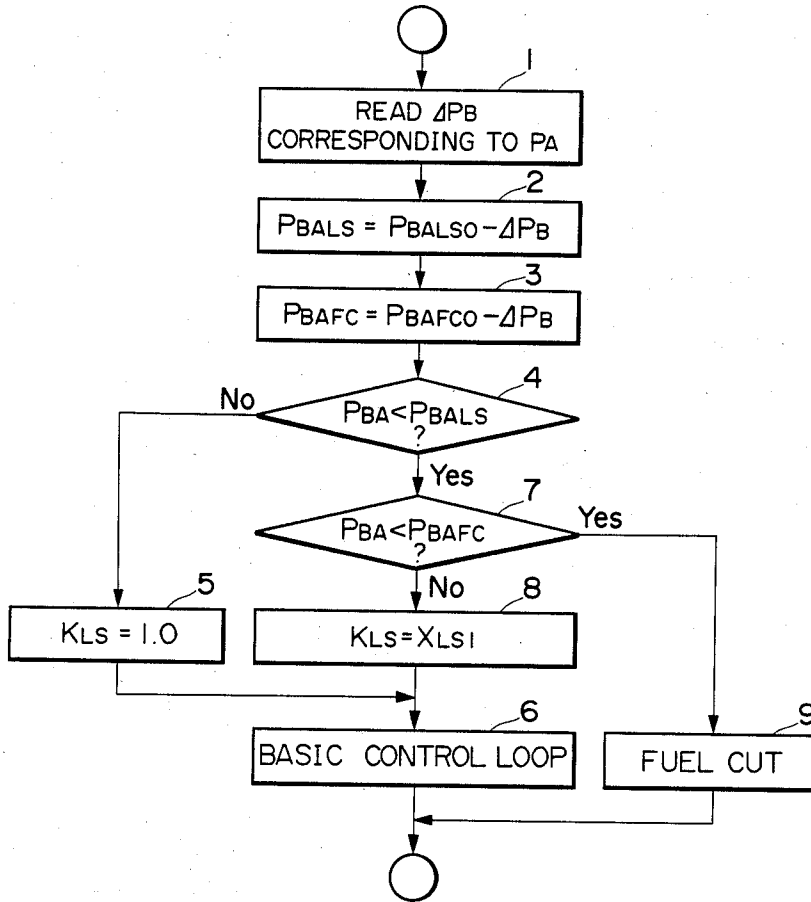 1
READ ΔPB
CORRESPONDING TO PA
2
PBALS = PBALSO - ΔPB
3
PBAFC = PBAFCO - ΔPB
4
No
PBA < PBALS
?
Yes
7
PBA < PBAFC
?
Yes
No
5
KLS = 1.0
8
KLS = XLS1
6
BASIC CONTROL LOOP
9
FUEL CUT